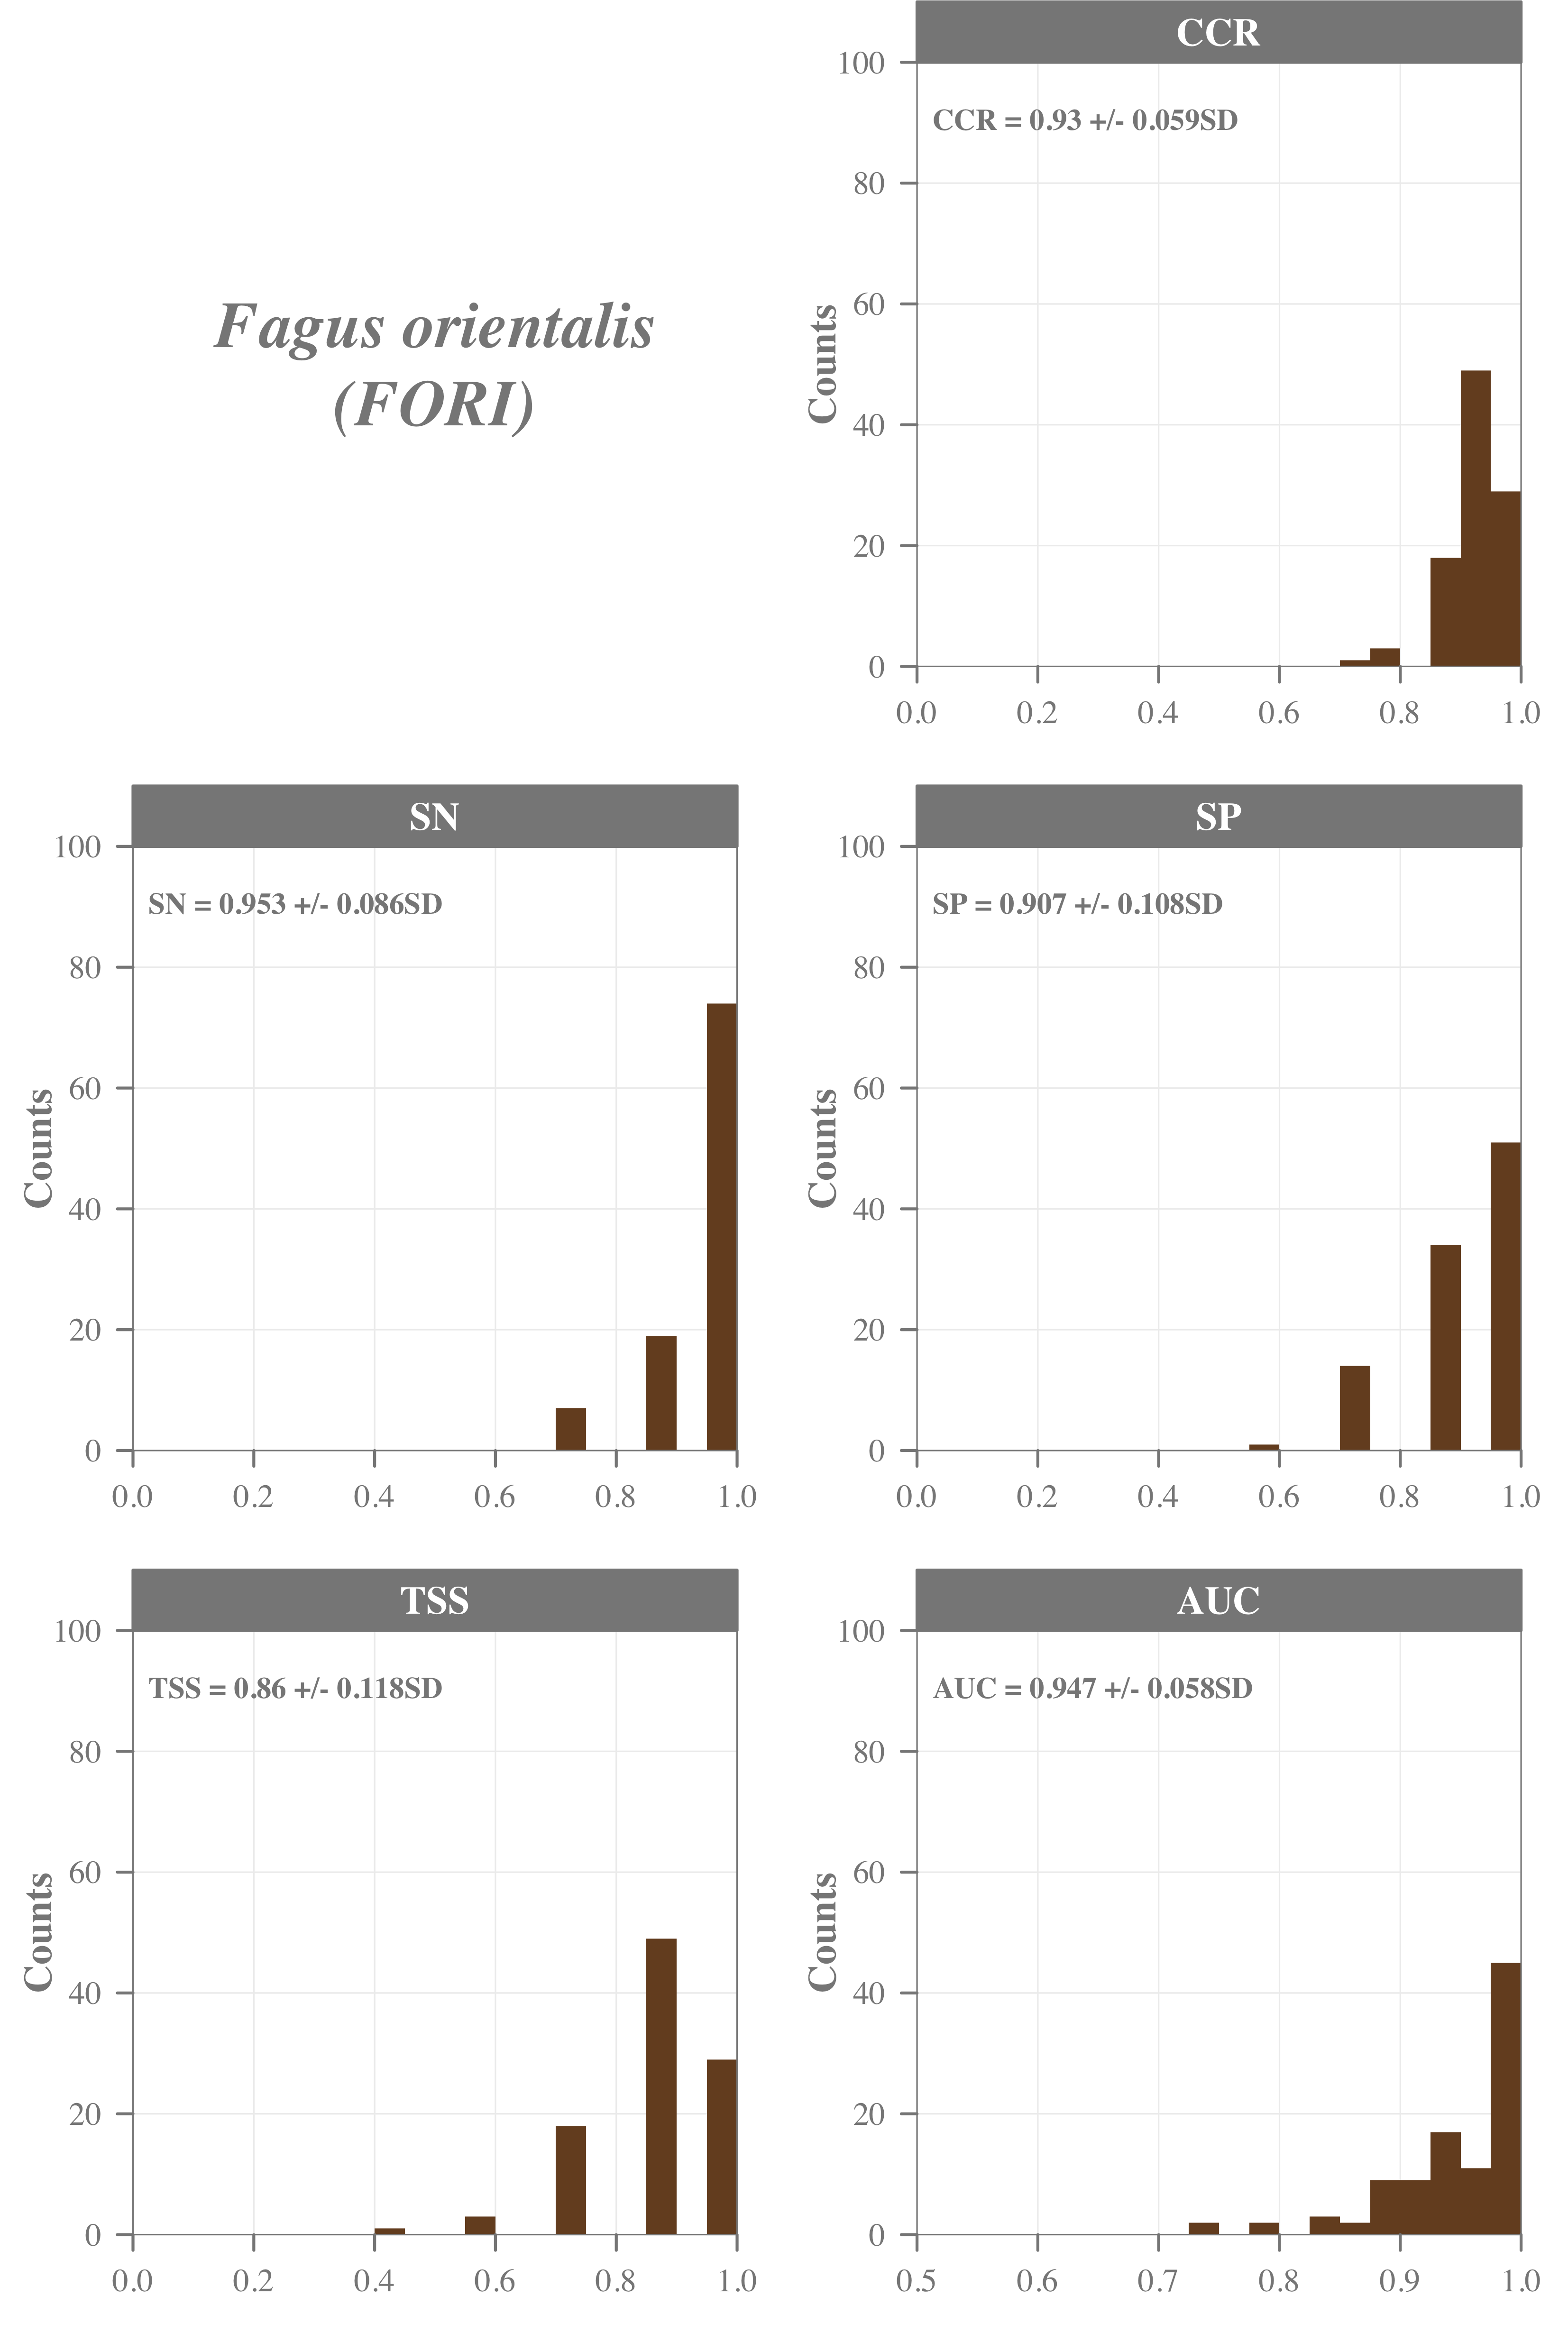 Fagus orientalis
(FORI)
CCR
CCR = 0.93 +/- 0.059SD
Counts
100
80
60
40
20
0
0.0 0.2 0.4 0.6 0.8 1.0
SN
SN = 0.953 +/- 0.086SD
Counts
100
80
60
40
20
0
0.0 0.2 0.4 0.6 0.8 1.0
SP
SP = 0.907 +/- 0.108SD
Counts
100
80
60
40
20
0
0.0 0.2 0.4 0.6 0.8 1.0
TSS
TSS = 0.86 +/- 0.118SD
Counts
100
80
60
40
20
0
0.0 0.2 0.4 0.6 0.8 1.0
AUC
AUC = 0.947 +/- 0.058SD
Counts
100
80
60
40
20
0
0.5 0.6 0.7 0.8 0.9 1.0